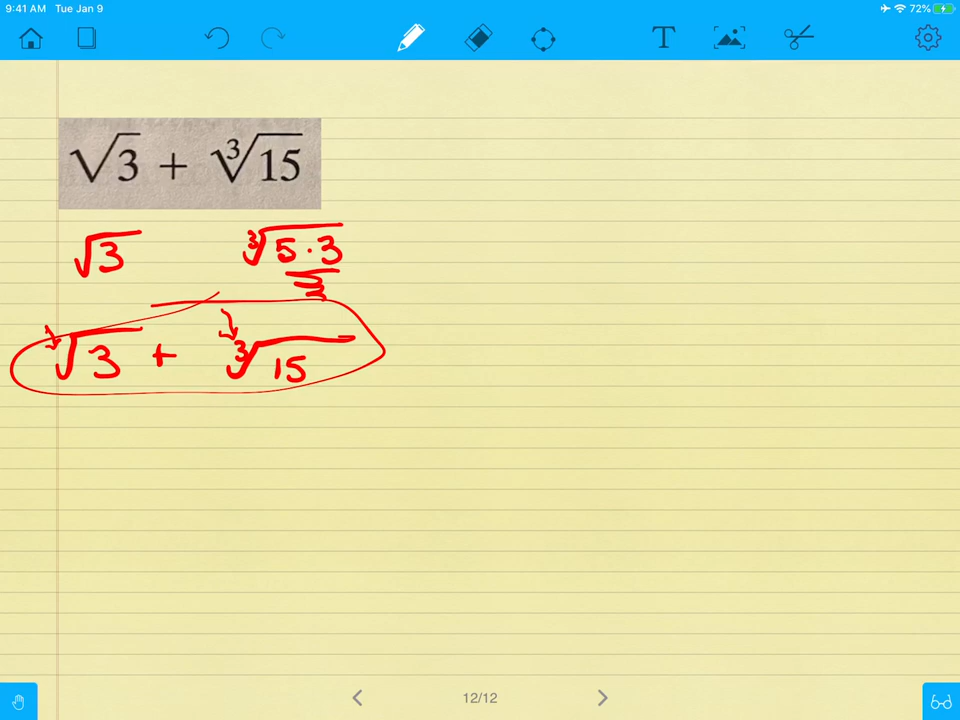 9:41 AM Tue Jan 9
72%
T
√3 + ∛15
√3 ∛5·3
√3 + ∛15
12/12